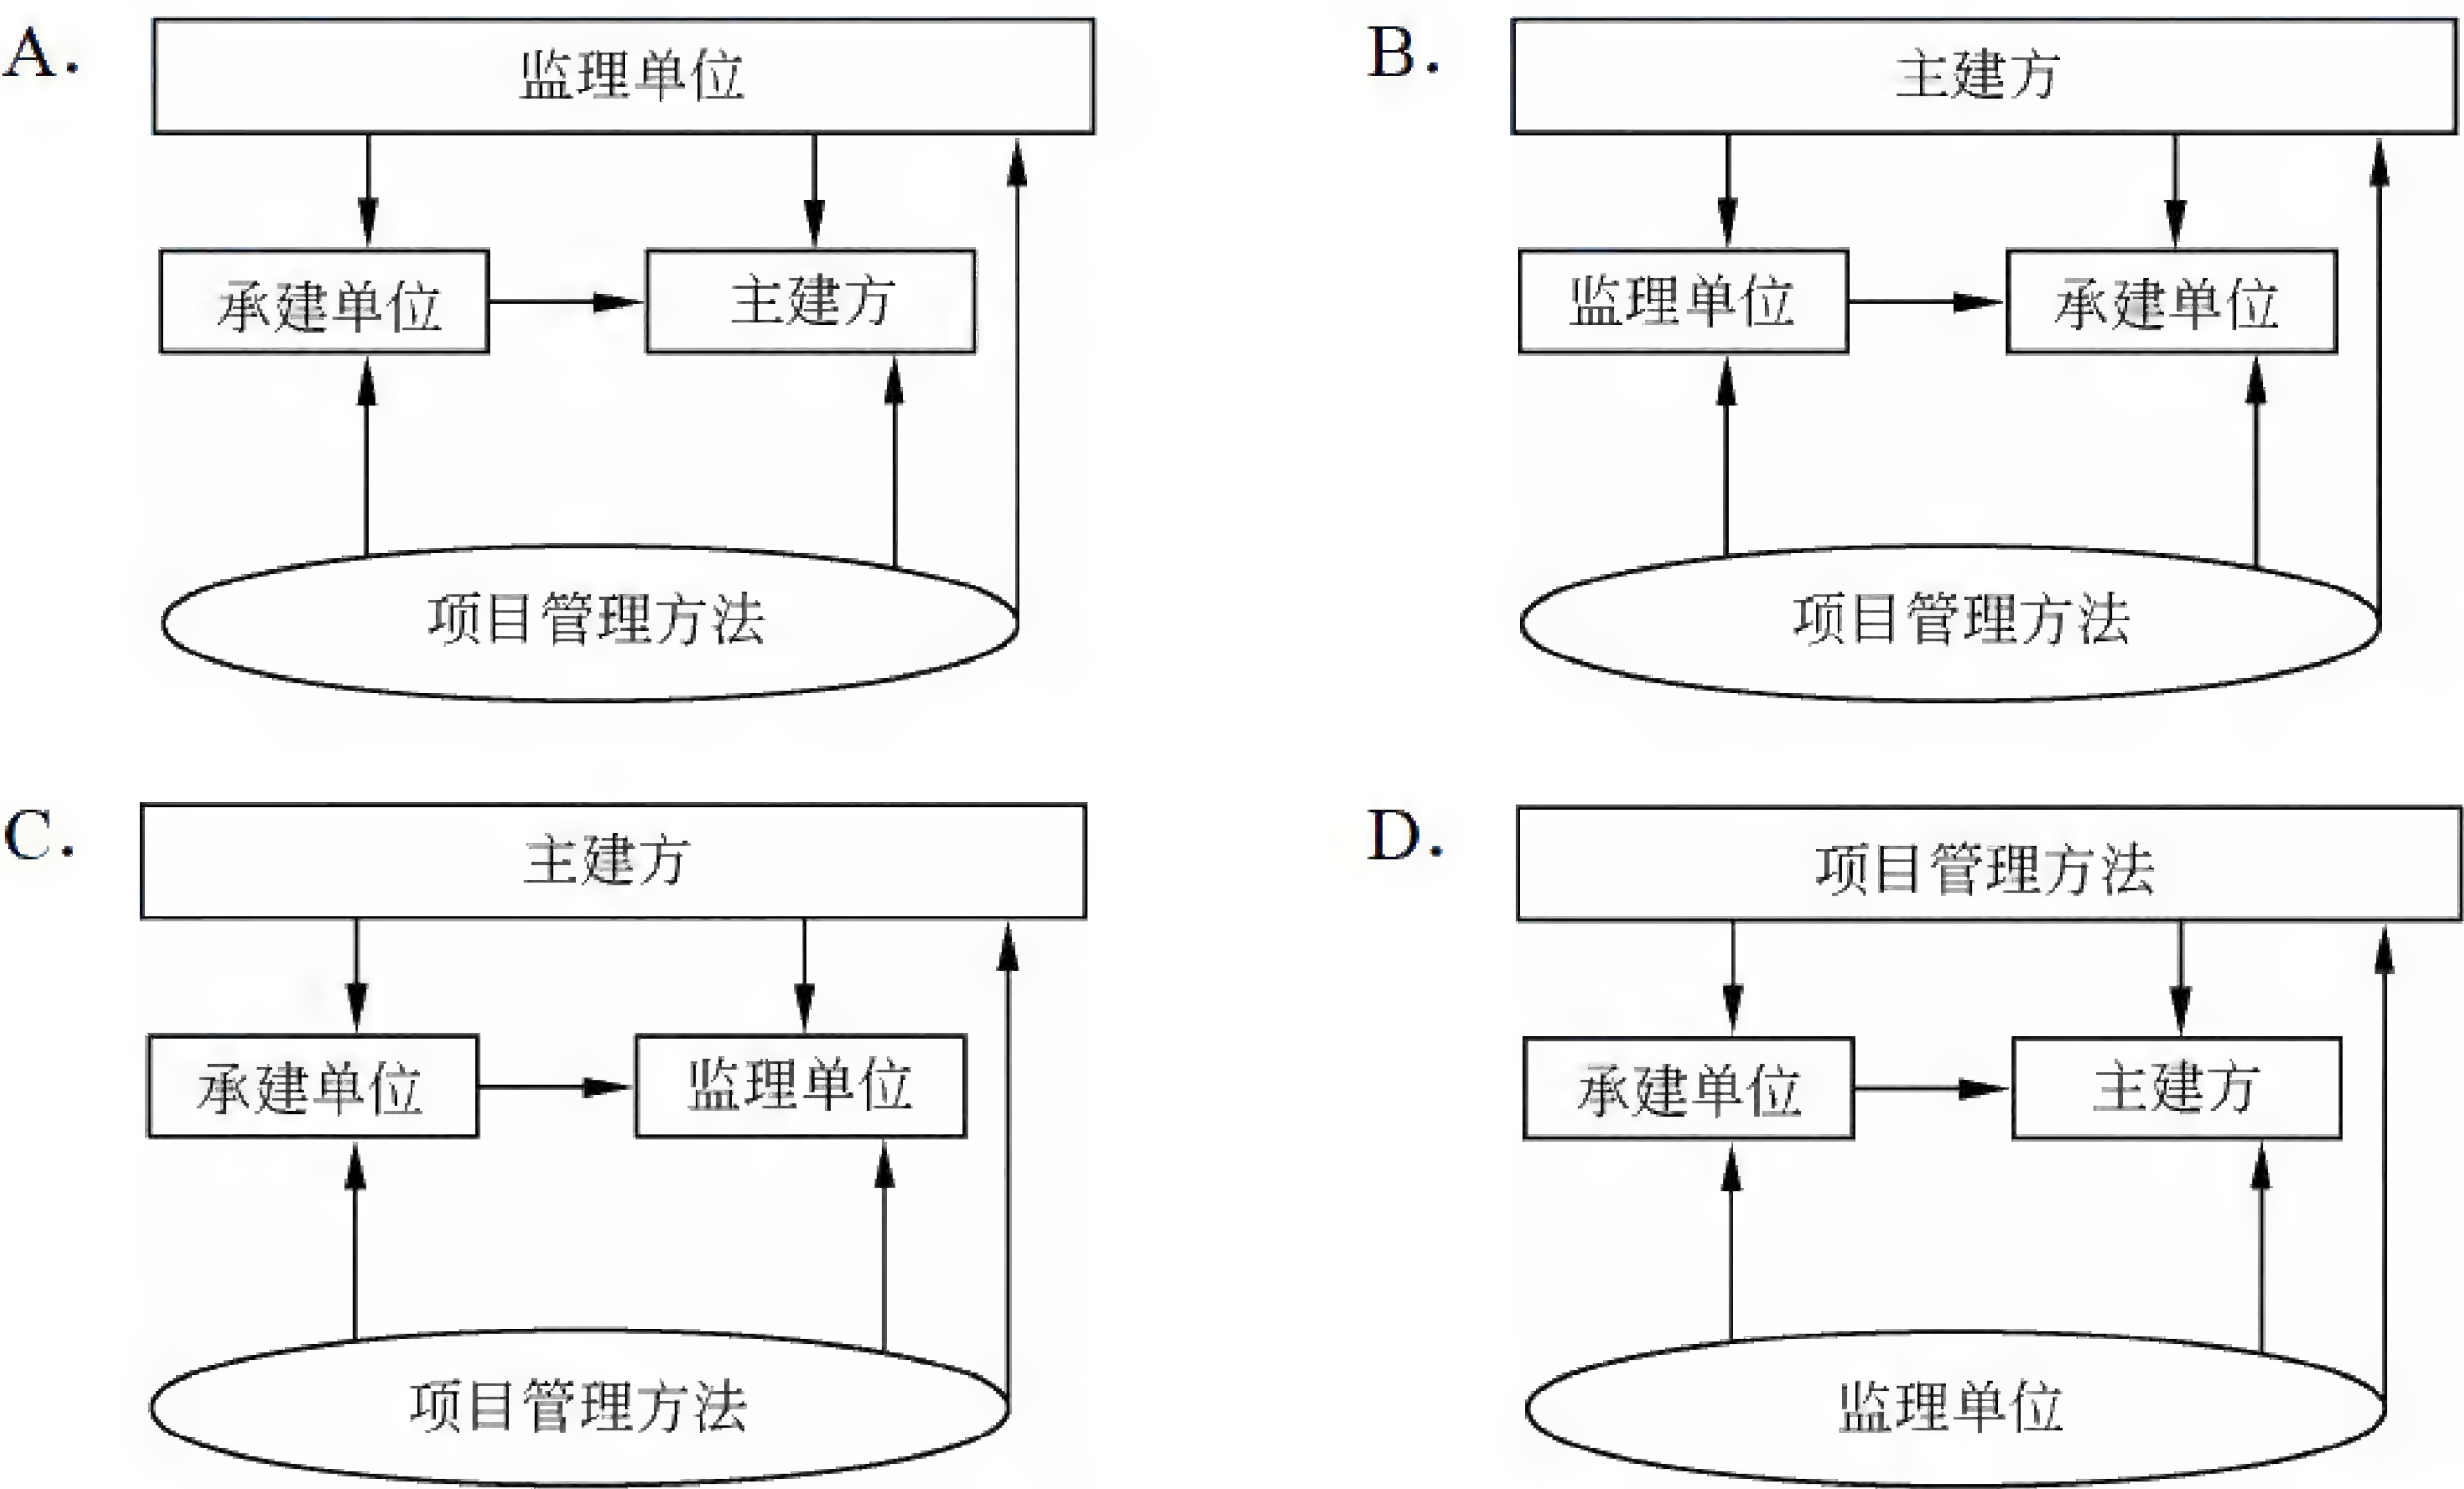 A.
监理单位
承建单位
主建方
项目管理方法
B.
主建方
监理单位
承建单位
项目管理方法
C.
主建方
承建单位
监理单位
项目管理方法
D.
项目管理方法
承建单位
主建方
监理单位